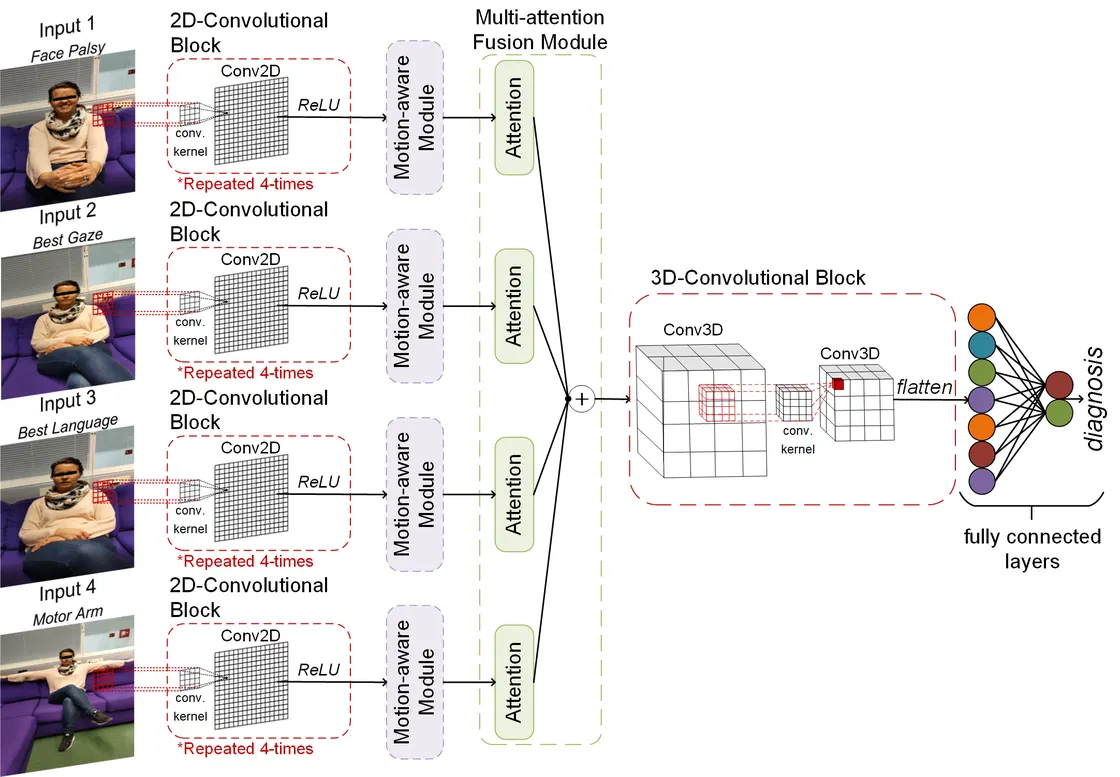 Input 1
Face Palsy
2D-Convolutional
Block
Conv2D
ReLU
conv.
kernel
*Repeated 4-times
Motion-aware
Module
Multi-attention
Fusion Module
Attention
Input 2
Best Gaze
2D-Convolutional
Block
Conv2D
ReLU
conv.
kernel
*Repeated 4-times
Motion-aware
Module
Attention
Input 3
Best Language
2D-Convolutional
Block
Conv2D
ReLU
conv.
kernel
*Repeated 4-times
Motion-aware
Module
Attention
Input 4
Motor Arm
2D-Convolutional
Block
Conv2D
ReLU
conv.
kernel
*Repeated 4-times
Motion-aware
Module
Attention
+
3D-Convolutional Block
Conv3D
conv.
kernel
Conv3D
flatten
diagnosis
fully connected
layers